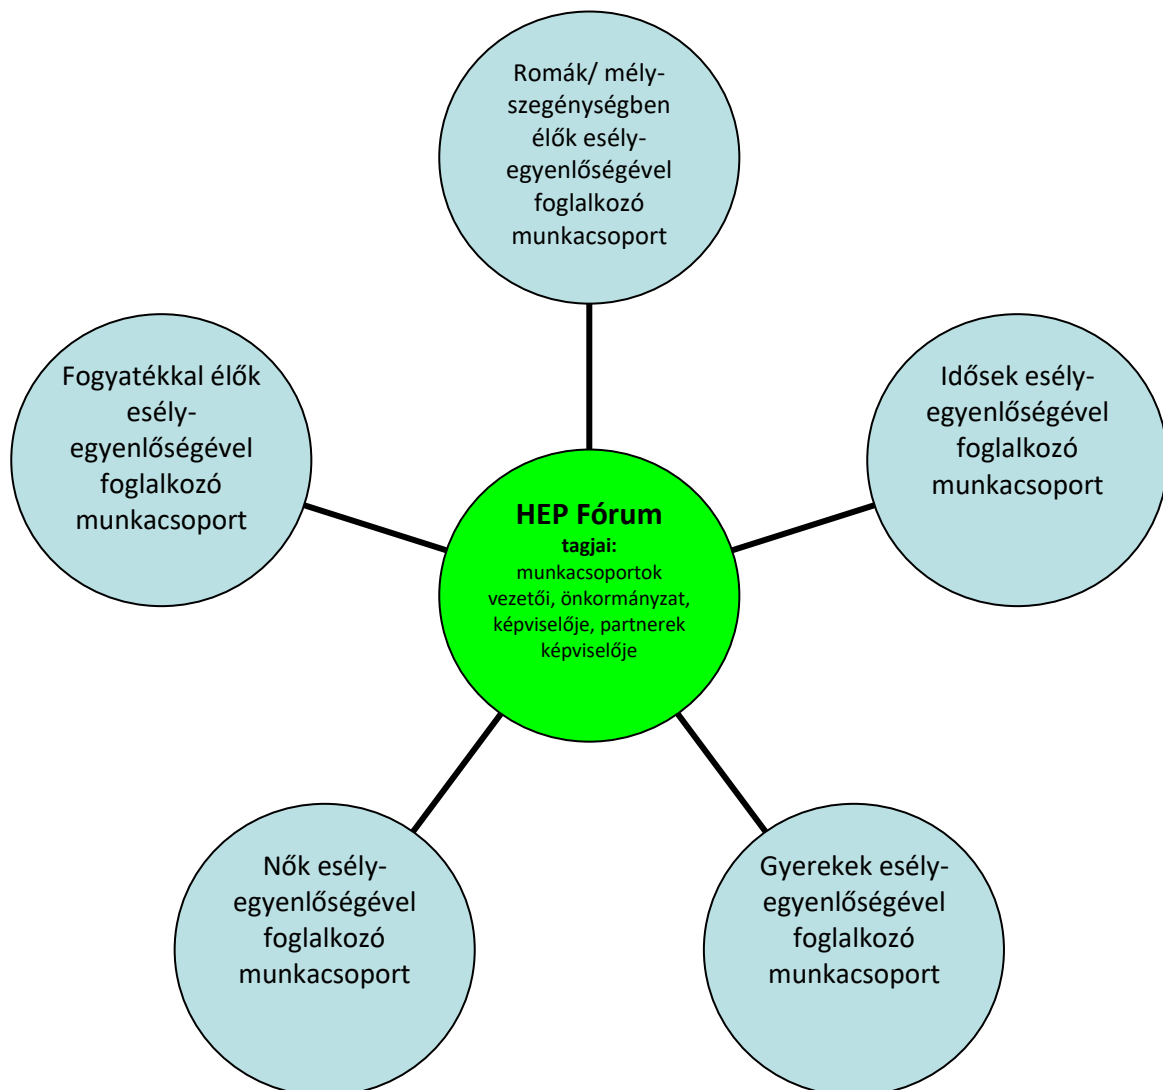 Romák/ mély-
szegénységben
élők esély-
egyenlőségével
foglalkozó
munkacsoport
Fogyatékkal élők
esély-
egyenlőségével
foglalkozó
munkacsoport
Idősek esély-
egyenlőségével
foglalkozó
munkacsoport
HEP Fórum
tagjai:
munkacsoportok
vezetői, önkormányzat,
képviselője, partnerek
képviselője
Nők esély-
egyenlőségével
foglalkozó
munkacsoport
Gyerekek esély-
egyenlőségével
foglalkozó
munkacsoport